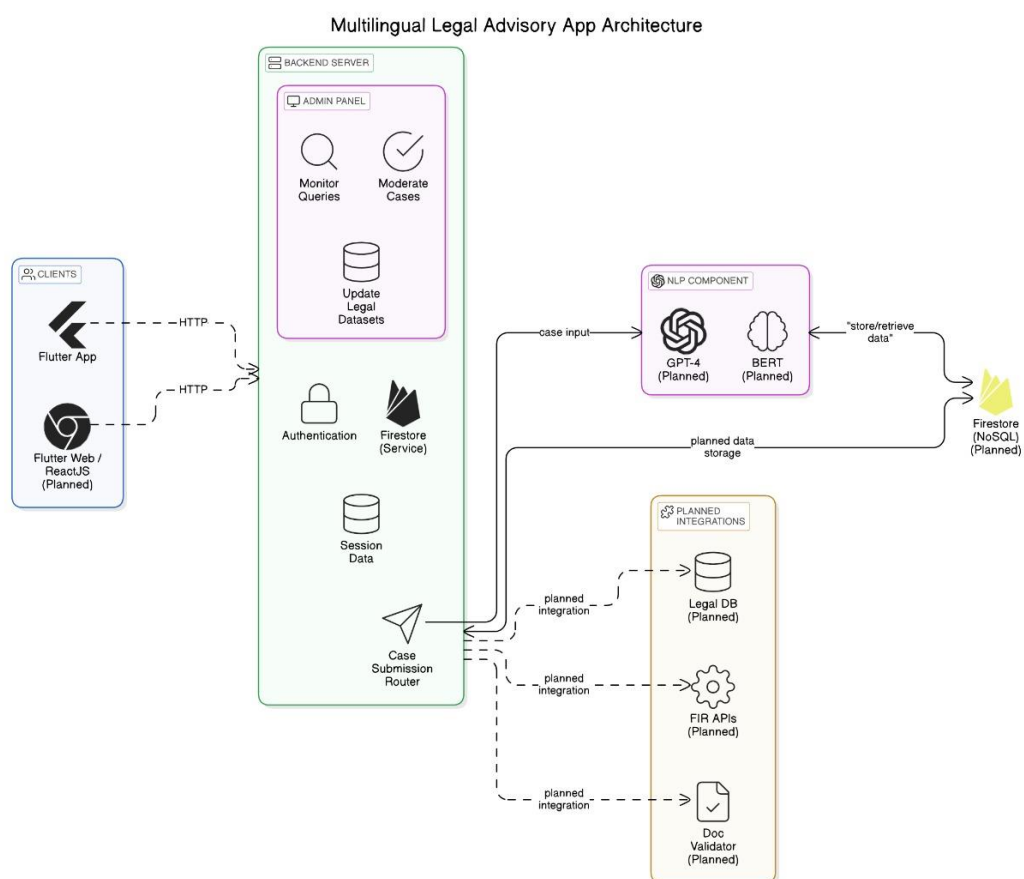 Multilingual Legal Advisory App Architecture
BACKEND SERVER
ADMIN PANEL
Monitor
Queries
Moderate
Cases
Update
Legal
Datasets
CLIENTS
Flutter App
Flutter Web /
ReactJS
(Planned)
HTTP
HTTP
Authentication
Firestore
(Service)
Session
Data
Case
Submission
Router
case input
NLP COMPONENT
GPT-4
(Planned)
BERT
(Planned)
"store/retrieve
data"
Firestore
(NoSQL)
(Planned)
planned data
storage
PLANNED
INTEGRATIONS
planned
integration
Legal DB
(Planned)
planned
integration
FIR APIs
(Planned)
planned
integration
Doc
Validator
(Planned)